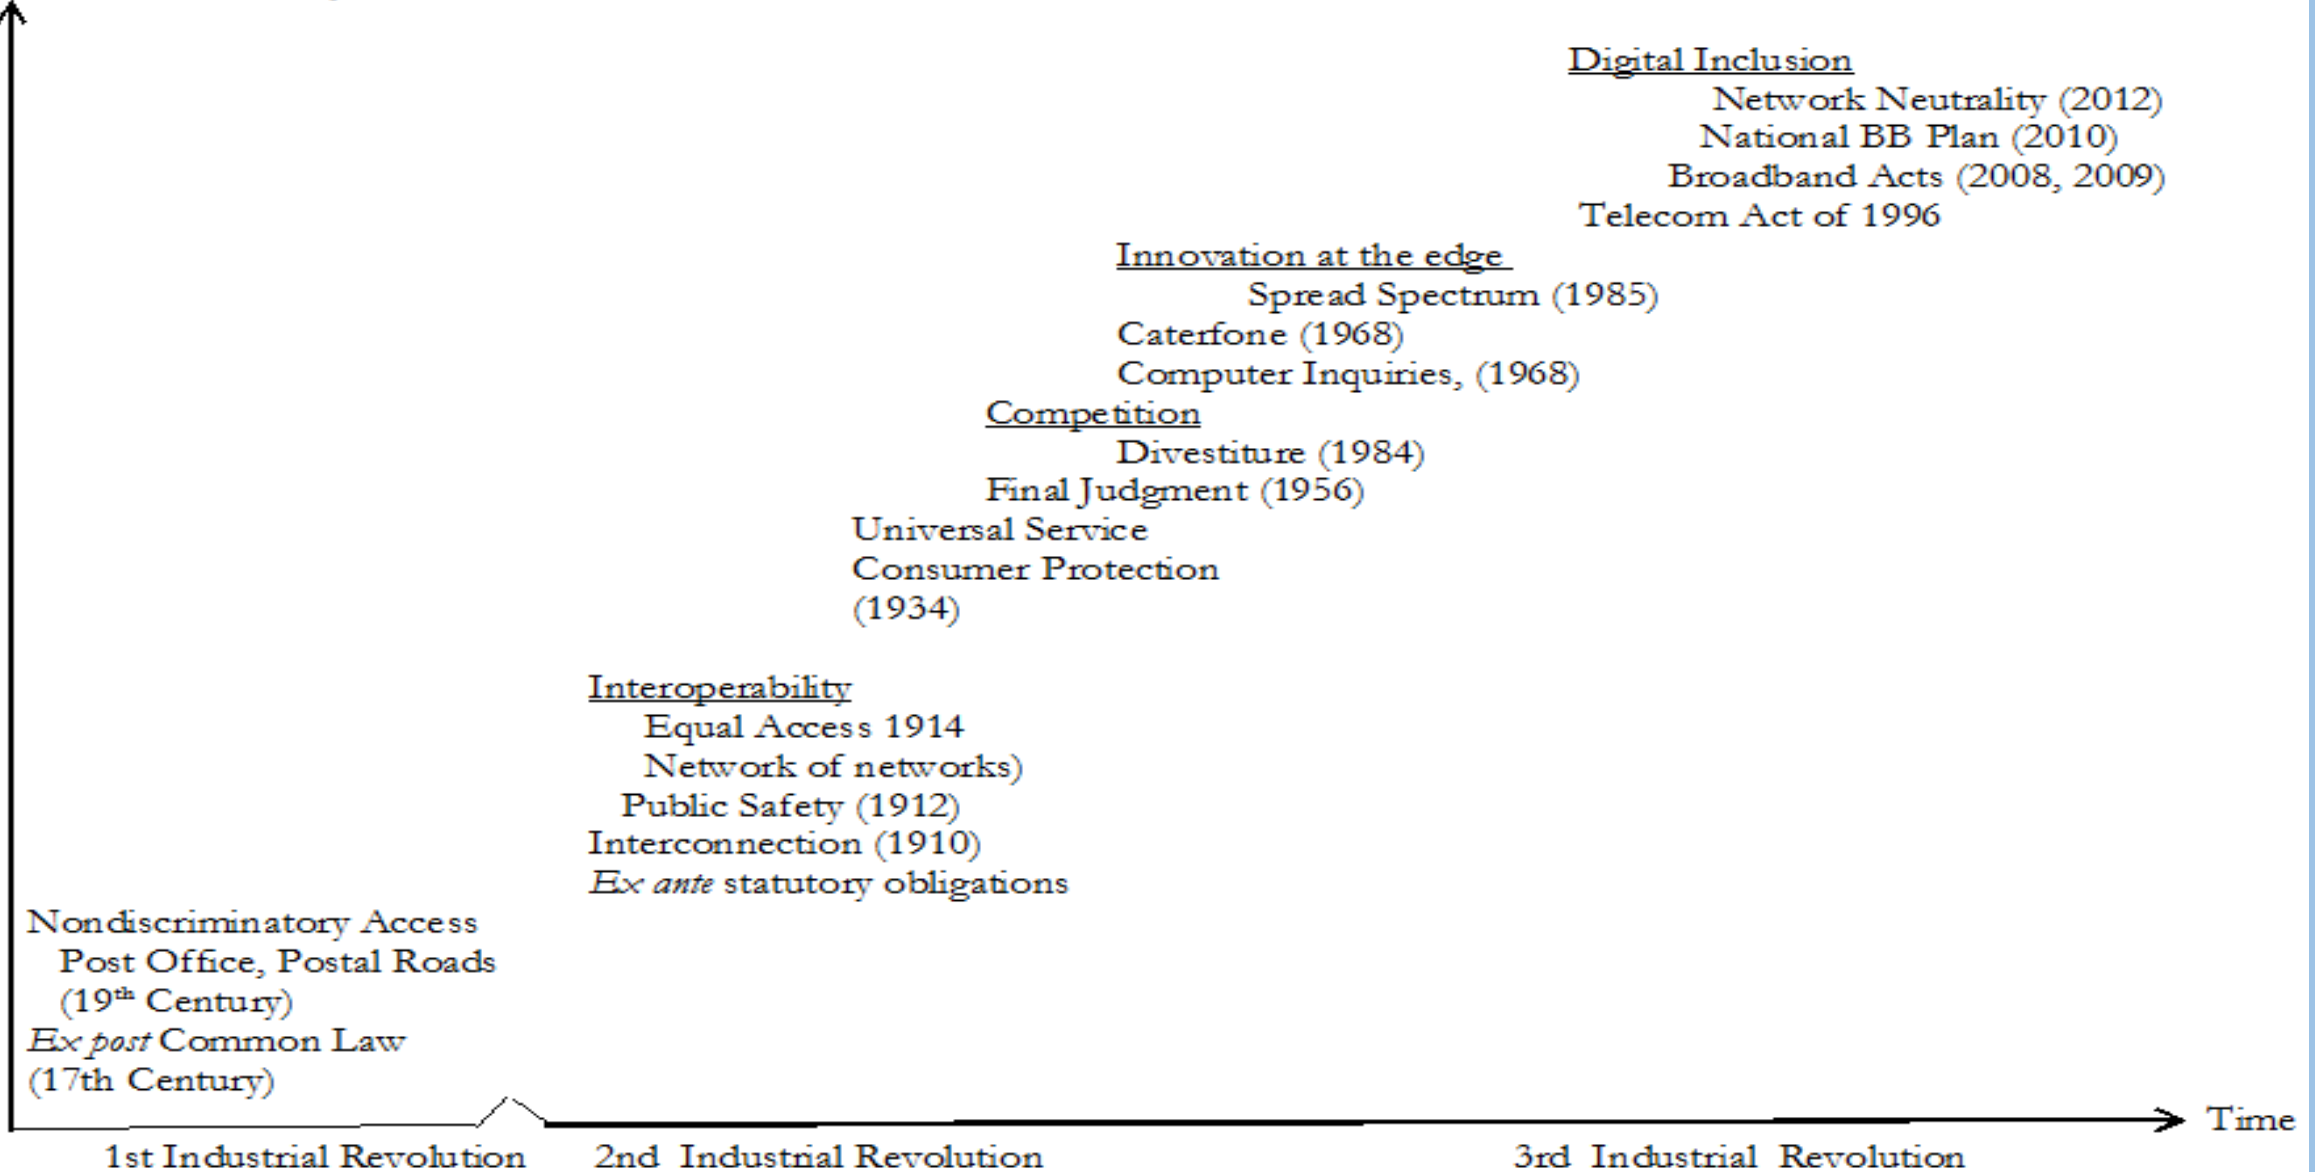 Digital Inclusion
Network Neutrality (2012)
National BB Plan (2010)
Broadband Acts (2008, 2009)
Telecom Act of 1996
Innovation at the edge
Spread Spectrum (1985)
Caterfone (1968)
Computer Inquiries, (1968)
Competition
Divestiture (1984)
Final Judgment (1956)
Universal Service
Consumer Protection
(1934)
Interoperability
Equal Access 1914
Network of networks)
Public Safety (1912)
Interconnection (1910)
Ex ante statutory obligations
Nondiscriminatory Access
Post Office, Postal Roads
(19th Century)
Ex post Common Law
(17th Century)
Time
1st Industrial Revolution 2nd Industrial Revolution 3rd Industrial Revolution